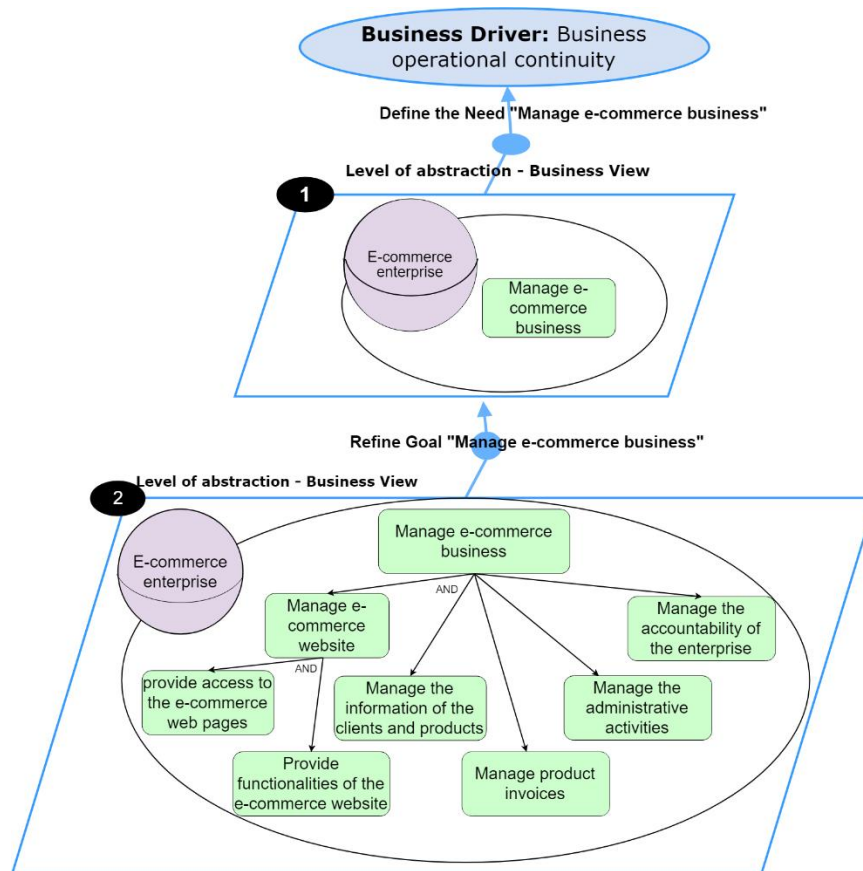 Business Driver: Business
operational continuity
Define the Need "Manage e-commerce business"
Level of abstraction - Business View
1
E-commerce
enterprise
Manage e-
commerce
business
Refine Goal "Manage e-commerce business"
Level of abstraction - Business View
2
E-commerce
enterprise
Manage e-commerce
business
AND
Manage e-
commerce
website
Manage the
accountability of
the enterprise
AND
provide access to
the e-commerce
web pages
Manage the
information of the
clients and products
Manage the
administrative
activities
Provide
functionalities of the
e-commerce website
Manage product
invoices